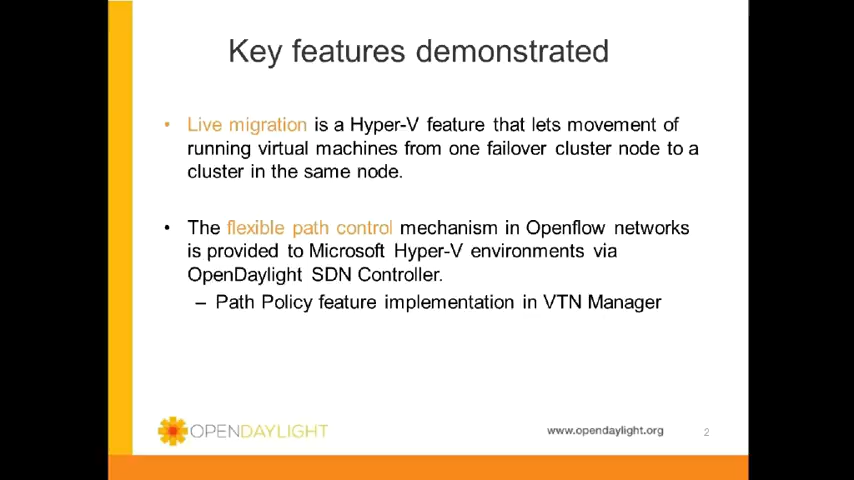 Key features demonstrated
• Live migration is a Hyper-V feature that lets movement of
running virtual machines from one failover cluster node to a
cluster in the same node.
• The flexible path control mechanism in Openflow networks
is provided to Microsoft Hyper-V environments via
OpenDaylight SDN Controller.
– Path Policy feature implementation in VTN Manager
OPENDAYLIGHT
www.opendaylight.org
2